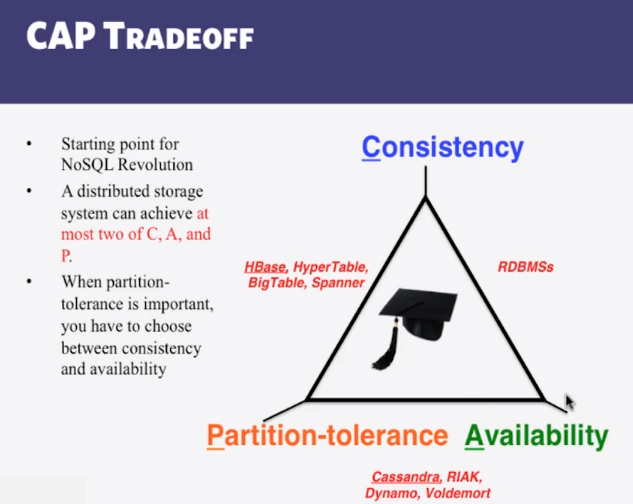 CAP TRADEOFF
• Starting point for
NoSQL Revolution
• A distributed storage
system can achieve at
most two of C, A, and
P.
• When partition-
tolerance is important,
you have to choose
between consistency
and availability
Consistency
HBase, HyperTable,
BigTable, Spanner
RDBMSs
Partition-tolerance
Availability
Cassandra, RIAK,
Dynamo, Voldemort